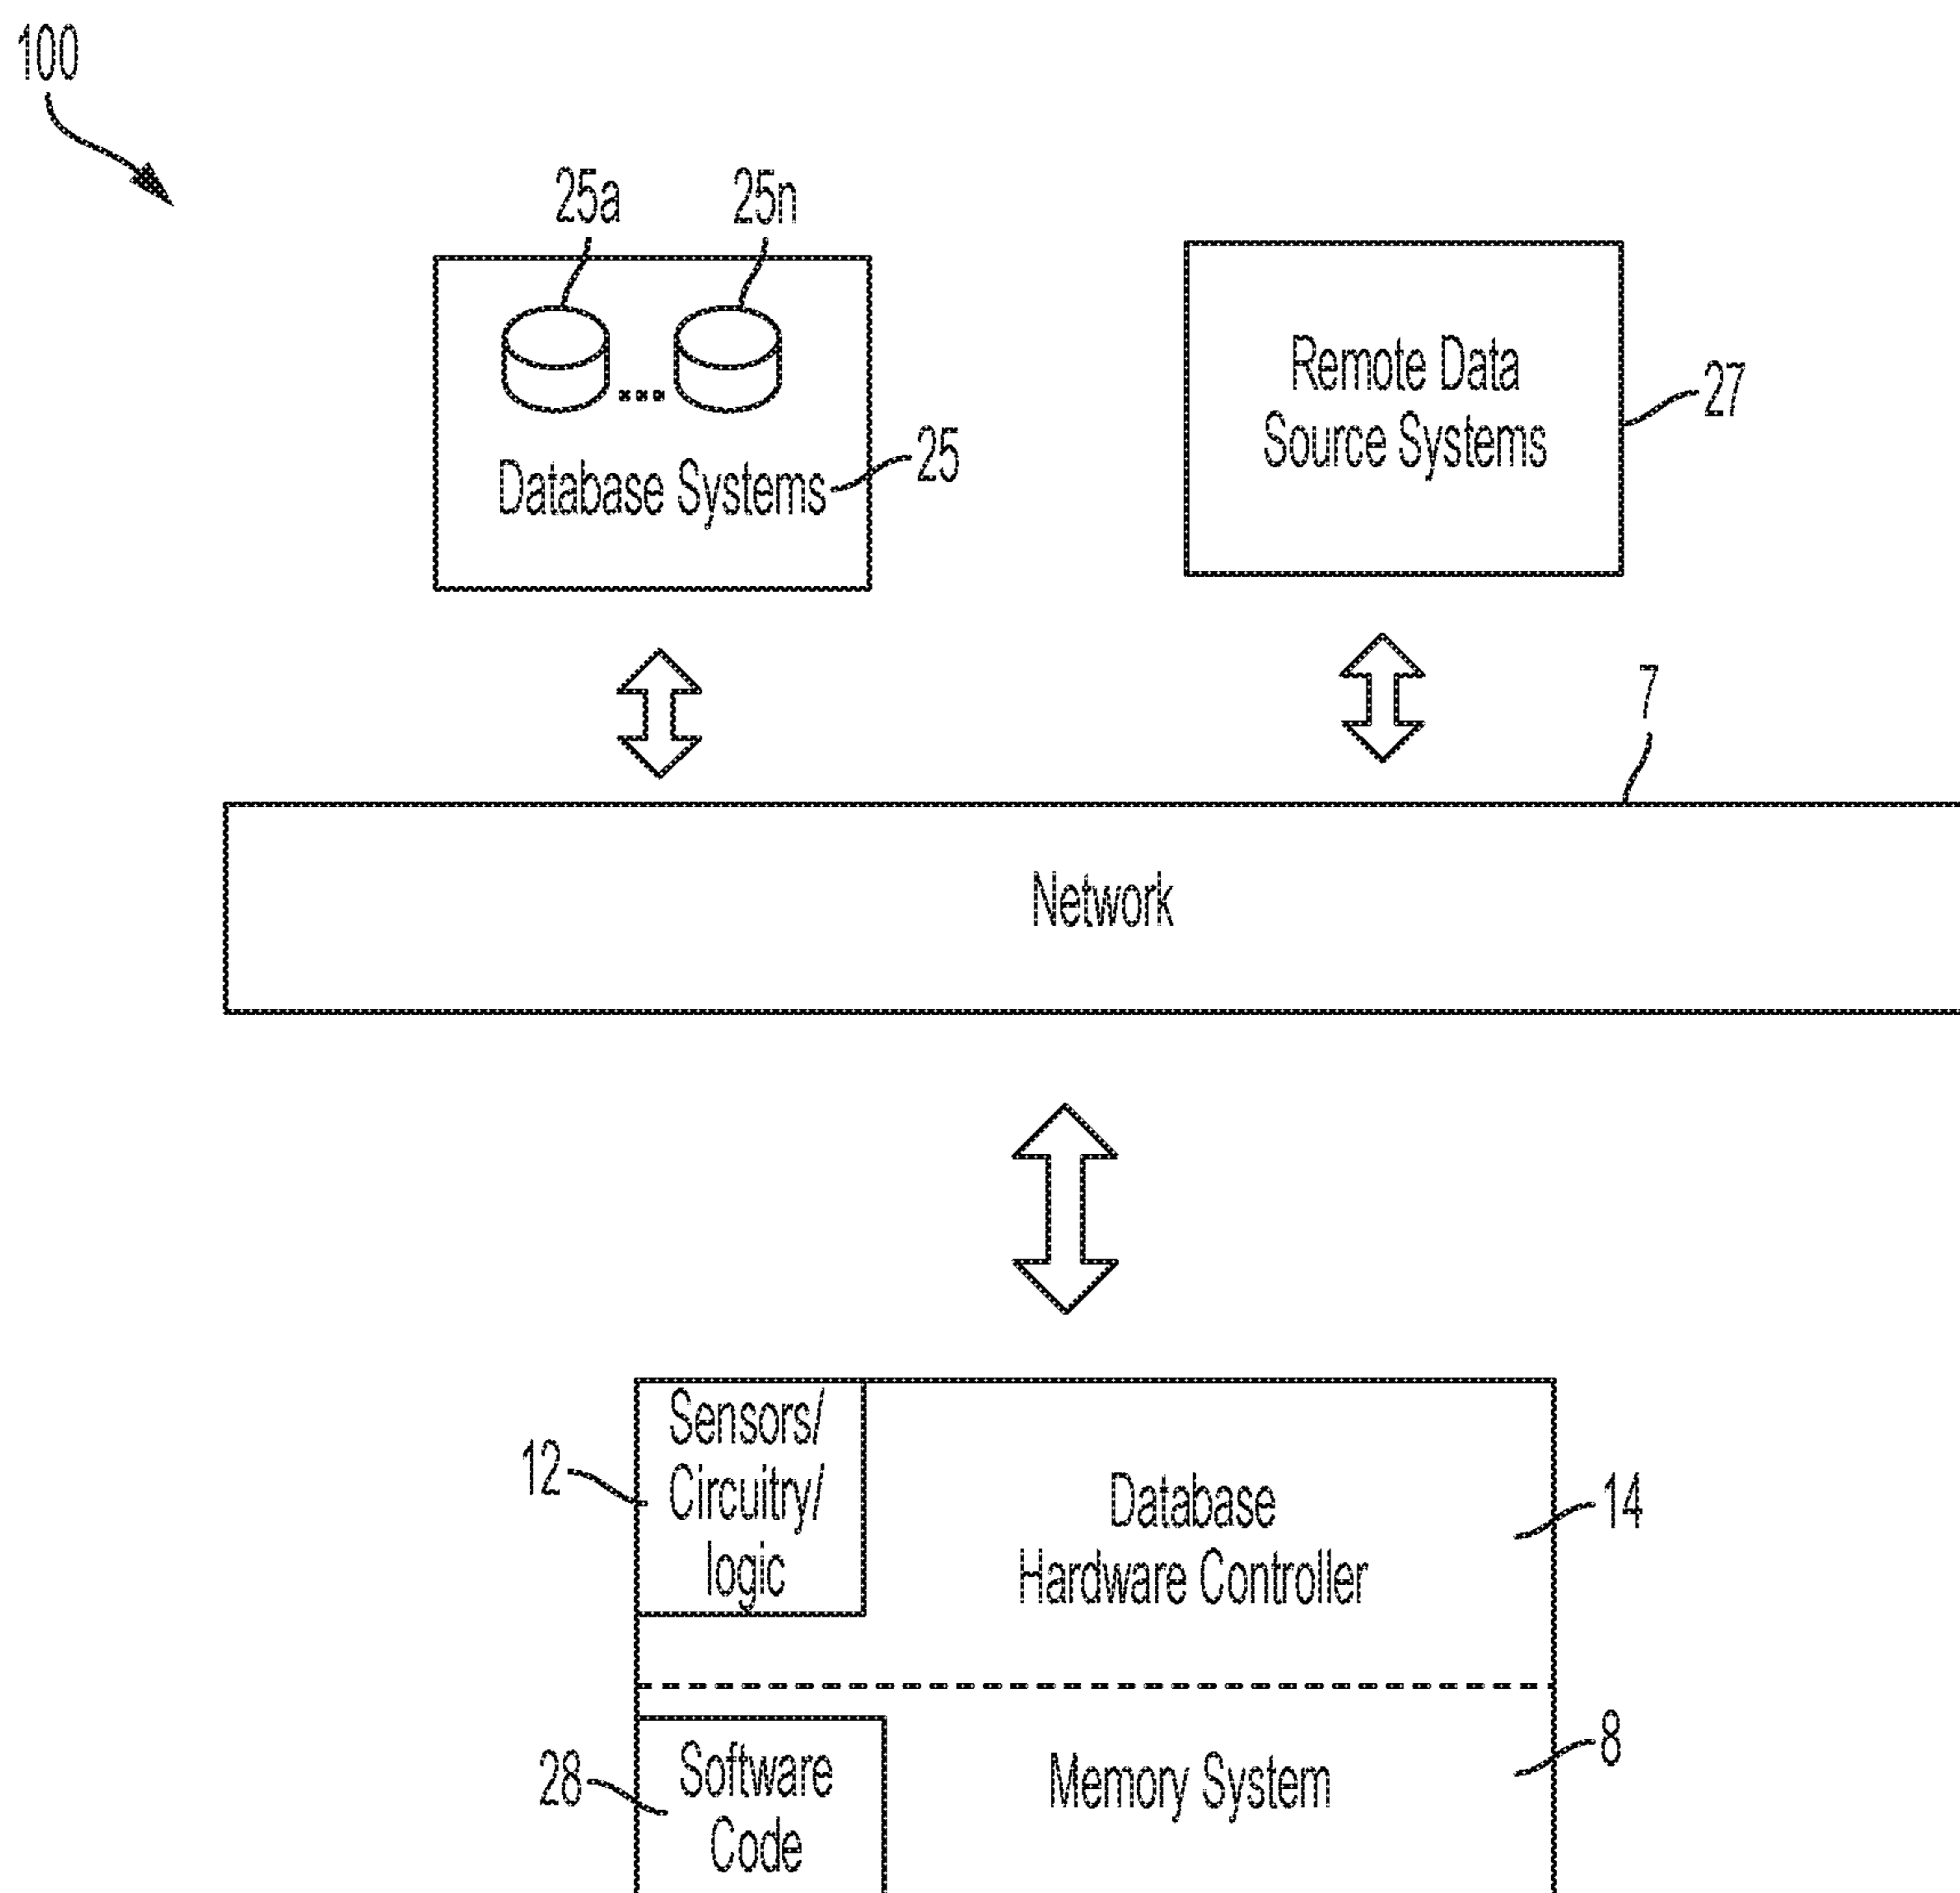 100
25a
25n
Remote Data
Source Systems
27
...
Database Systems
25
7
Network
Sensors/
Circuitry/
logic
12
Database
Hardware Controller
14
Software
Code
28
Memory System
8